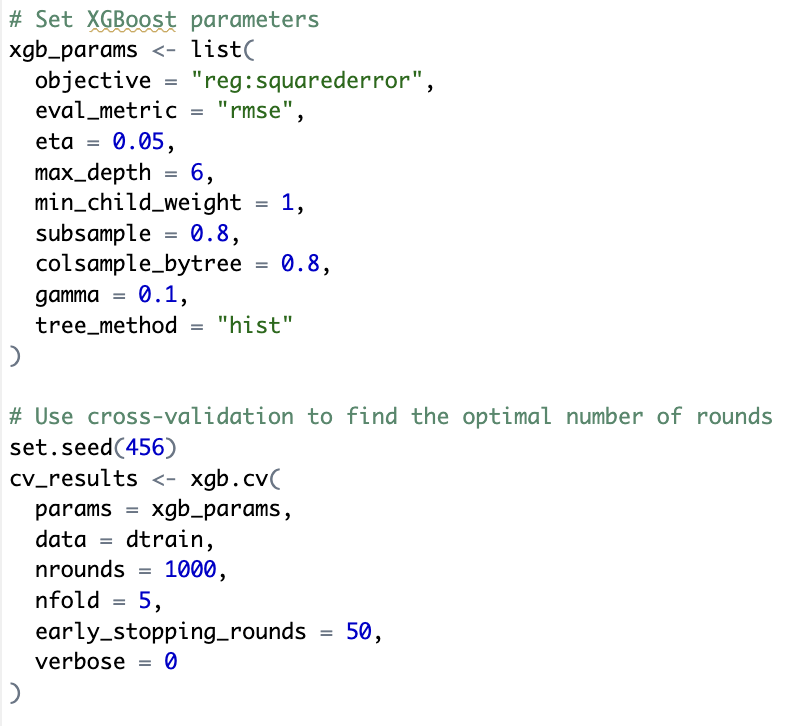 # Set XGBoost parameters
xgb_params <- list(
  objective = "reg:squarederror",
  eval_metric = "rmse",
  eta = 0.05,
  max_depth = 6,
  min_child_weight = 1,
  subsample = 0.8,
  colsample_bytree = 0.8,
  gamma = 0.1,
  tree_method = "hist"
)

# Use cross-validation to find the optimal number of rounds
set.seed(456)
cv_results <- xgb.cv(
  params = xgb_params,
  data = dtrain,
  nrounds = 1000,
  nfold = 5,
  early_stopping_rounds = 50,
  verbose = 0
)